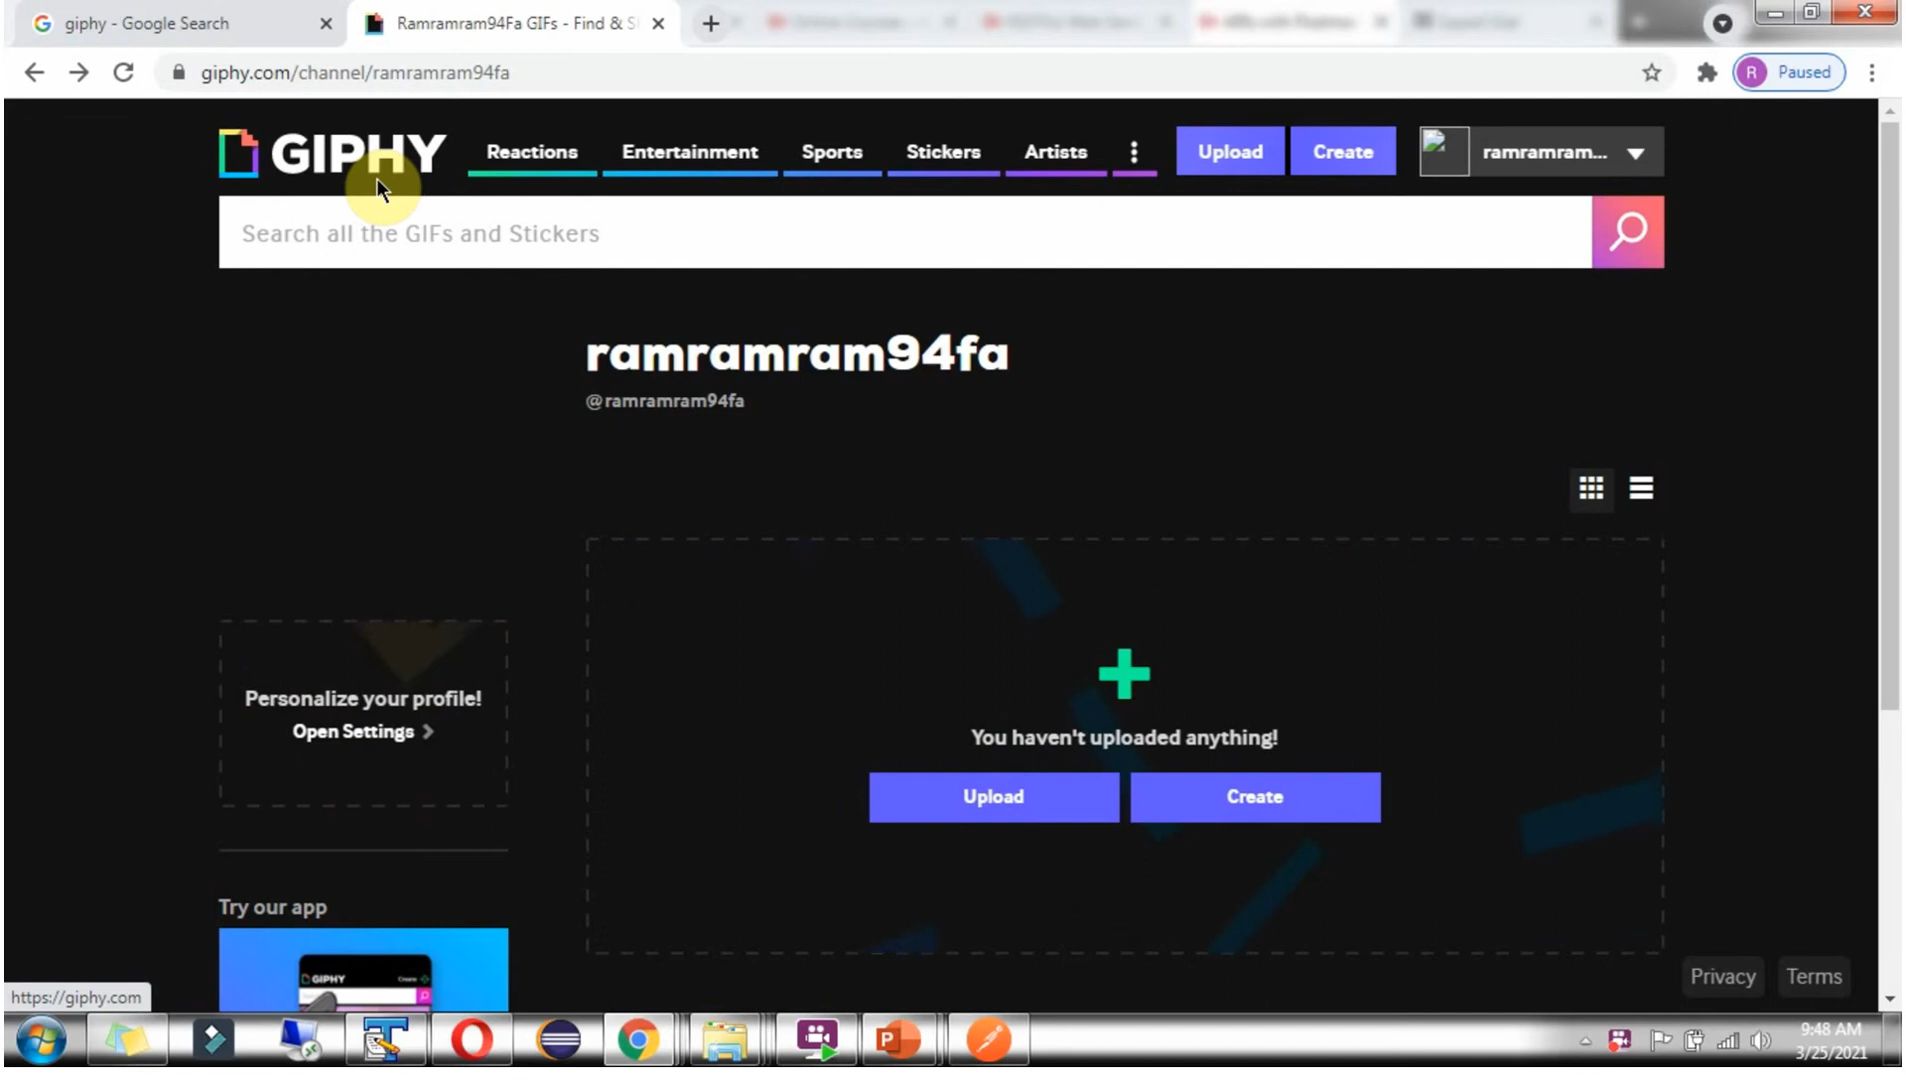 giphy - Google Search
Ramramram94Fa GIFs - Find & S
giphy.com/channel/ramramram94fa
R Paused
GIPHY
Reactions
Entertainment
Sports
Stickers
Artists
Upload
Create
ramramram...
Search all the GIFs and Stickers
ramramram94fa
@ramramram94fa
Personalize your profile!
Open Settings
You haven't uploaded anything!
Upload
Create
Try our app
GIPHY
Create
Privacy
Terms
https://giphy.com
9:48 AM
3/25/2021